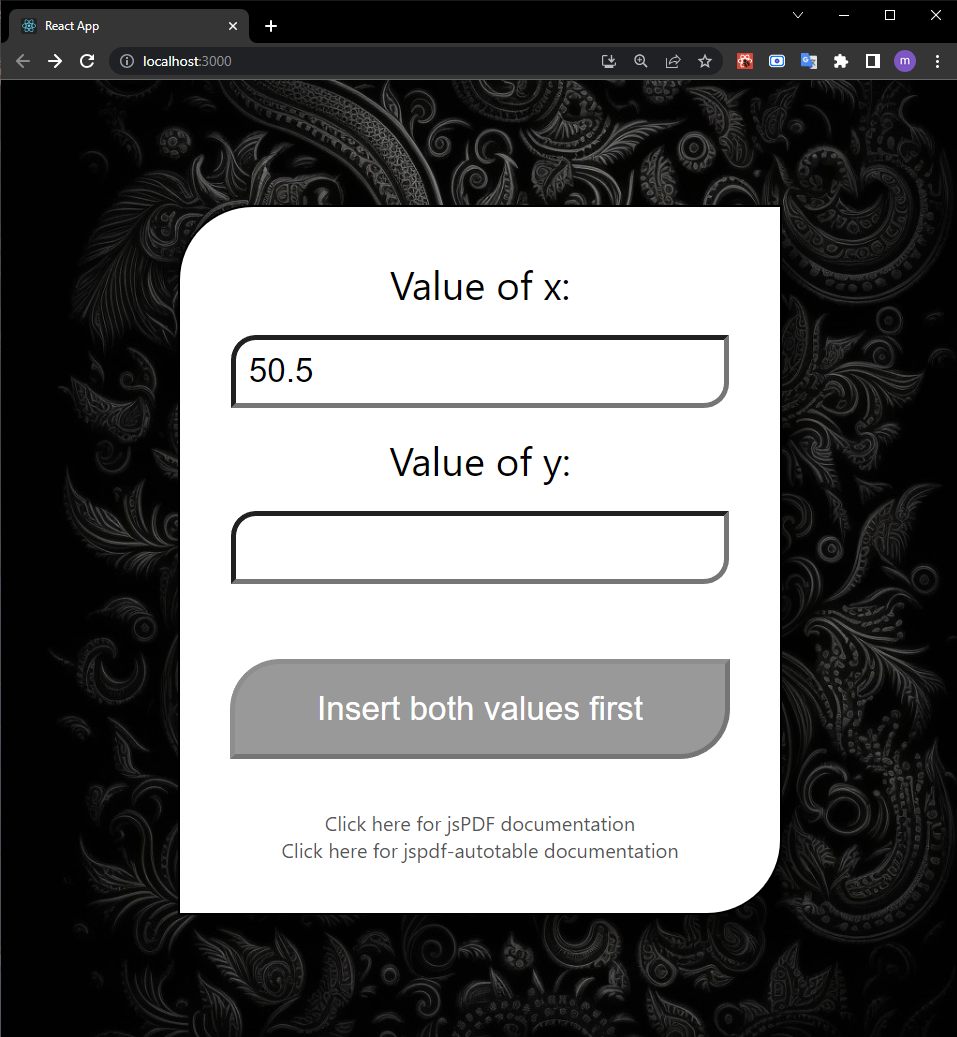 React App
localhost:3000
m
Value of x:
50.5
Value of y:
Insert both values first
Click here for jsPDF documentation
Click here for jspdf-autotable documentation